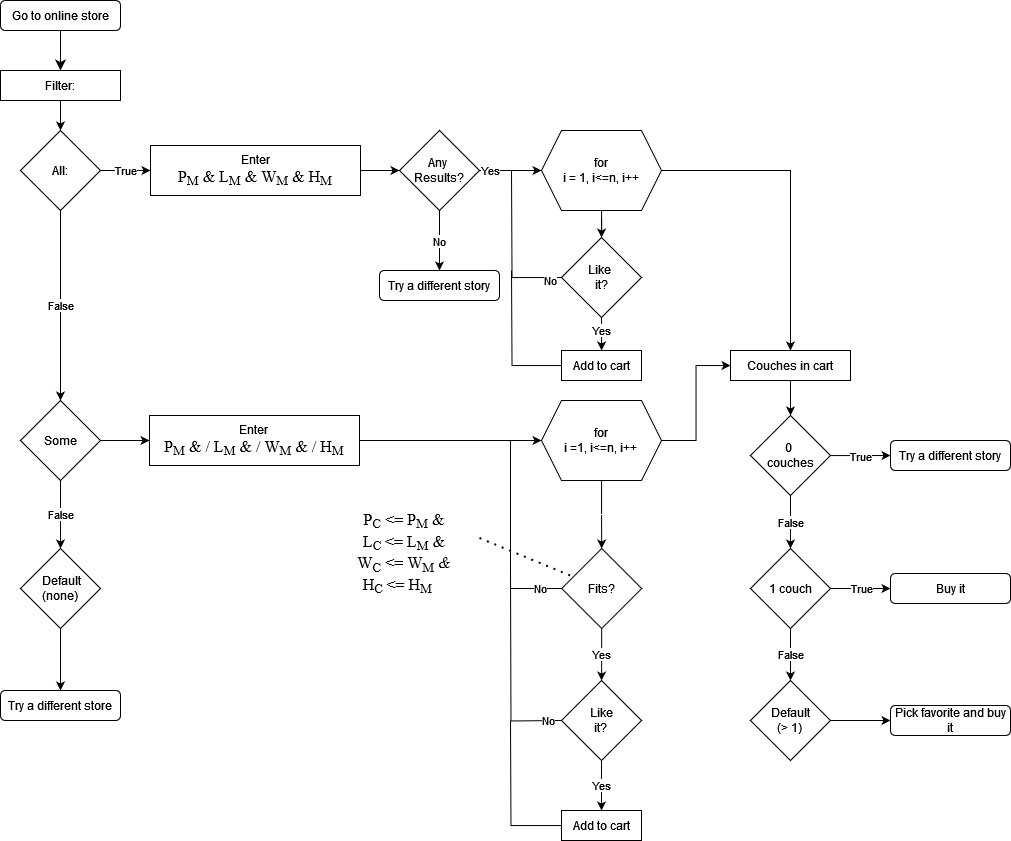 Go to online store
Filter:
All:
True
Enter
P_M & L_M & W_M & H_M
Any
Results?
Yes
for
i = 1, i<=n, i++
No
Try a different story
Like
it?
No
Yes
Add to cart
False
Couches in cart
Some
Enter
P_M & / L_M & / W_M & / H_M
for
i =1, i<=n, i++
0
couches
True
Try a different story
False
False
P_C <= P_M &
L_C <= L_M &
W_C <= W_M &
H_C <= H_M
Default
(none)
No
Fits?
1 couch
True
Buy it
Yes
False
Try a different store
No
Like
it?
Default
(> 1)
Pick favorite and buy
it
Yes
Add to cart